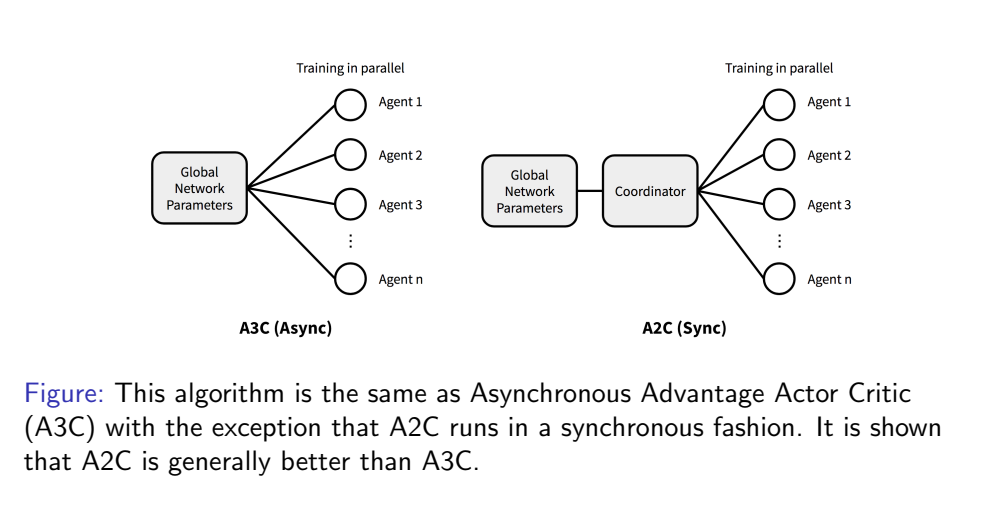 Training in parallel
Agent 1
Agent 2
Agent 3
Agent n
Global
Network
Parameters
A3C (Async)
Training in parallel
Agent 1
Agent 2
Agent 3
Agent n
Global
Network
Parameters
Coordinator
A2C (Sync)
Figure: This algorithm is the same as Asynchronous Advantage Actor Critic
(A3C) with the exception that A2C runs in a synchronous fashion. It is shown
that A2C is generally better than A3C.